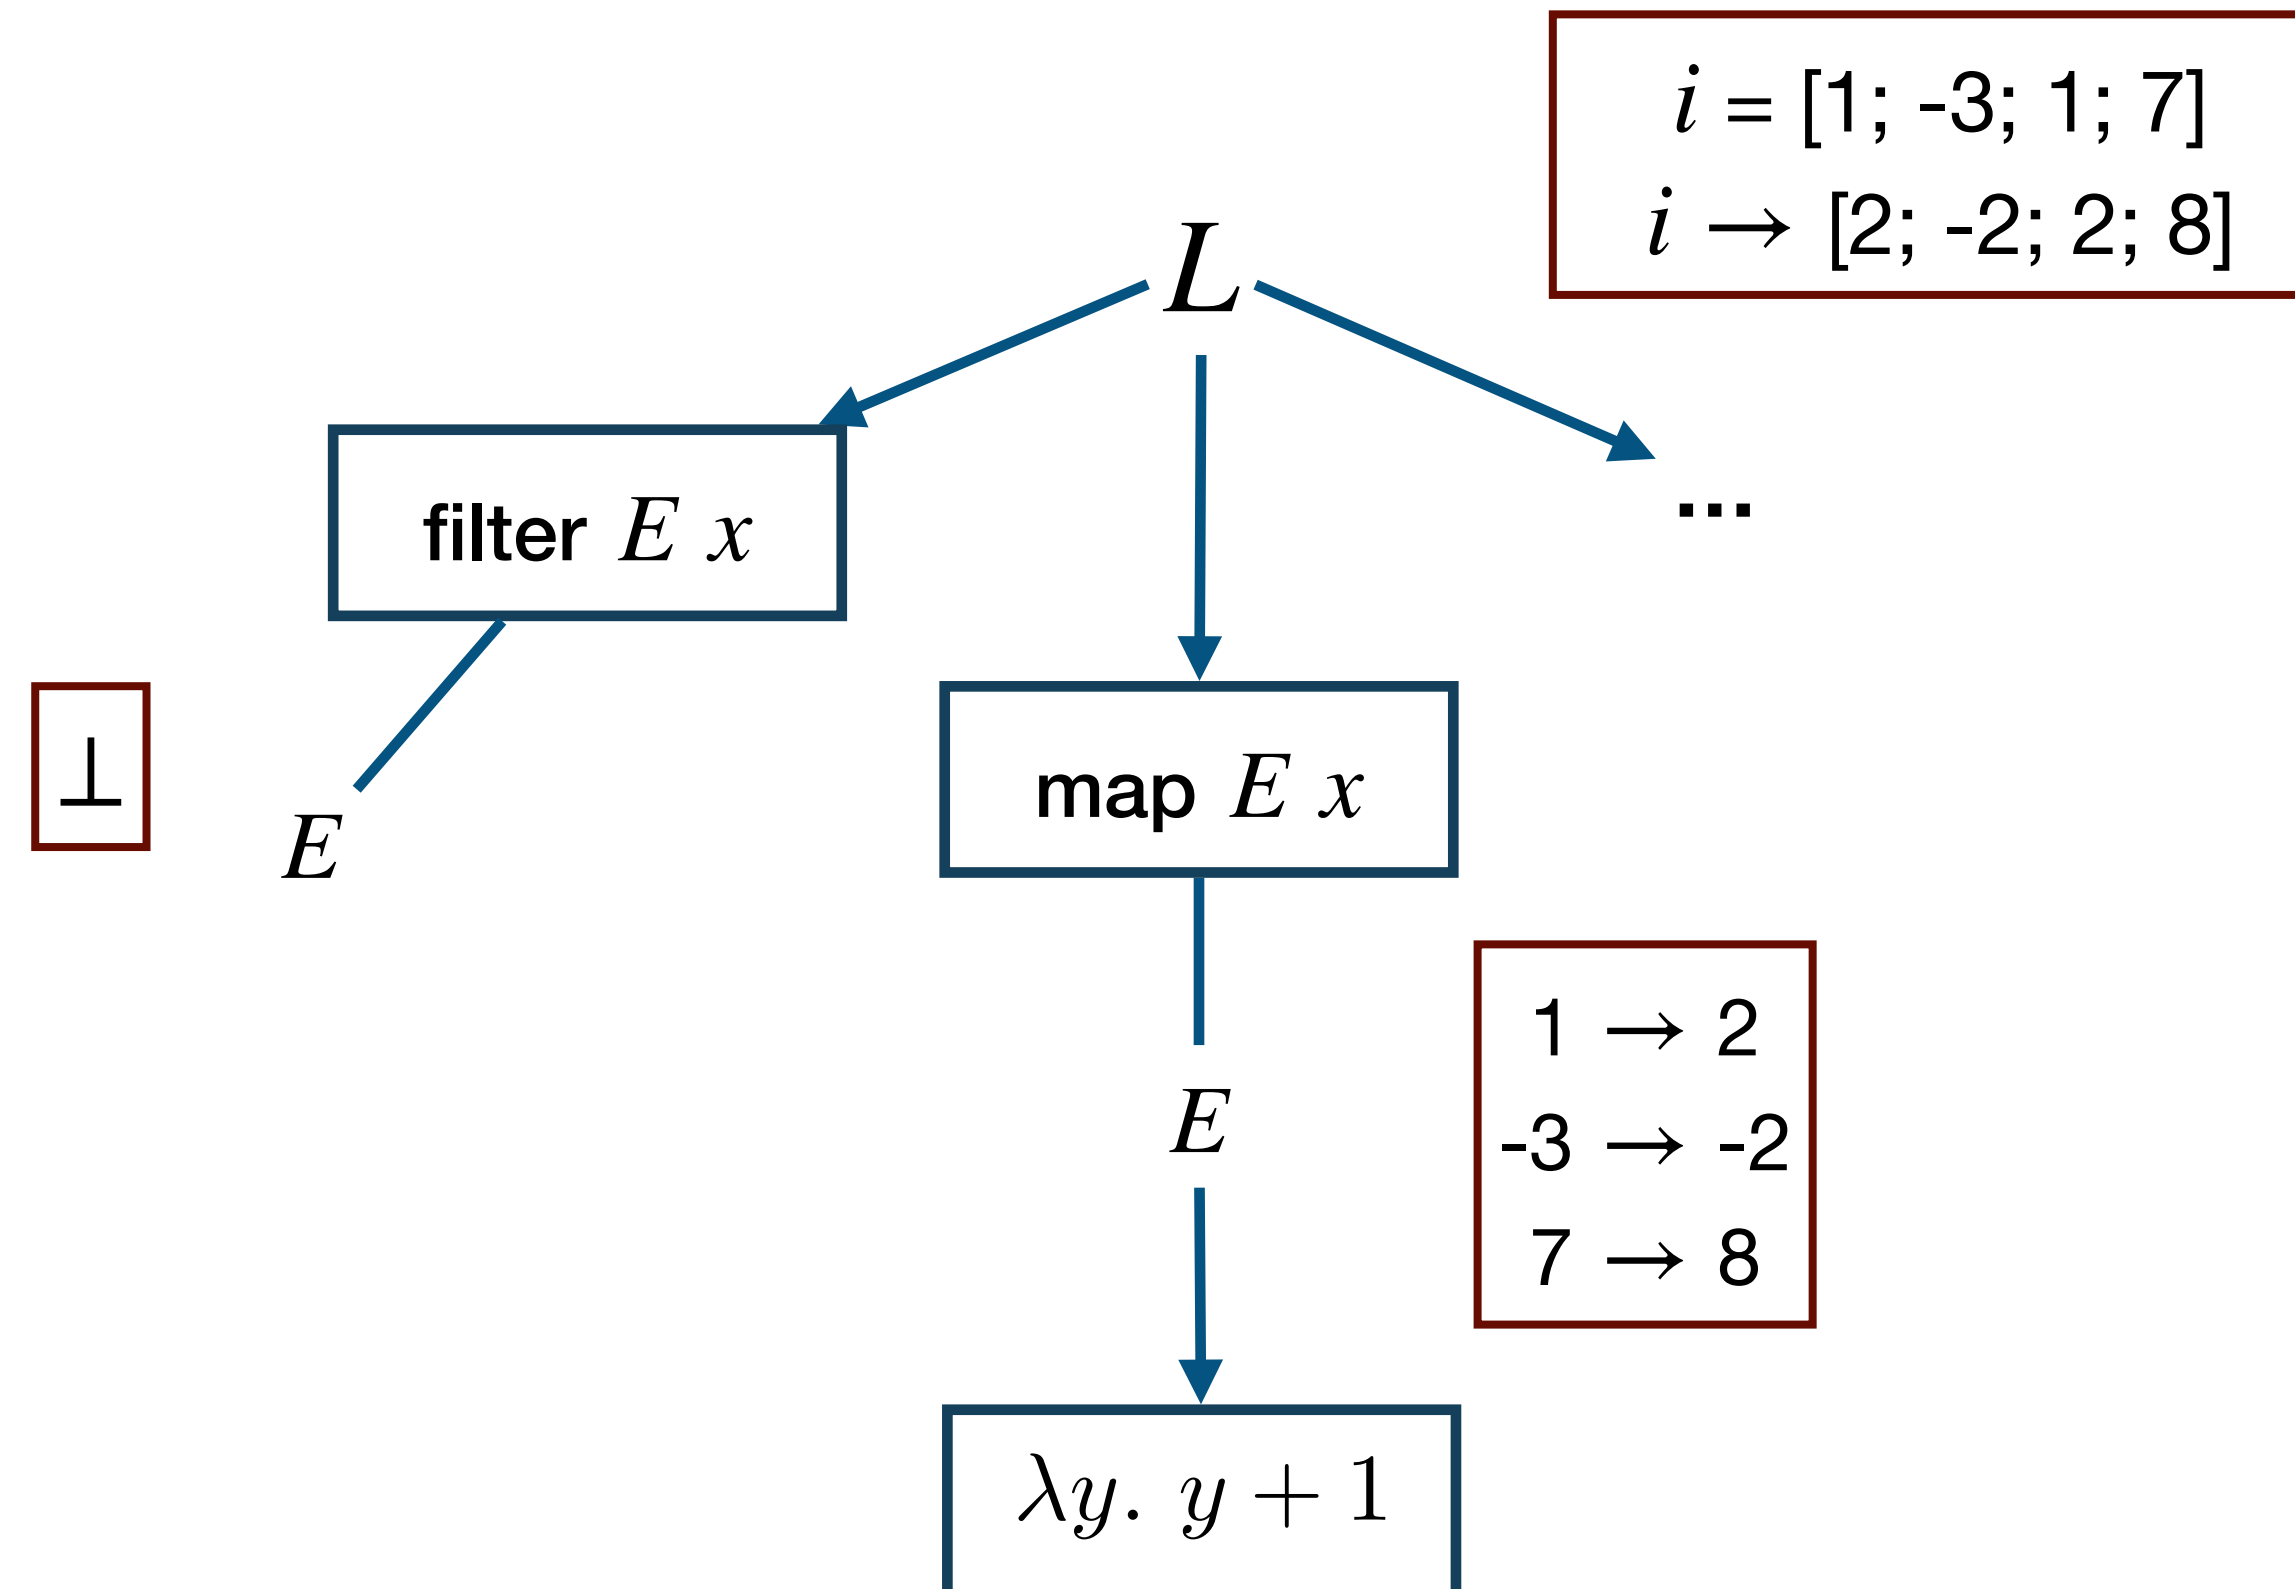 i = [1; -3; 1; 7]
i → [2; -2; 2; 8]
L
filter E x
...
⊥
E
map E x
E
1 → 2
-3 → -2
7 → 8
λy. y + 1